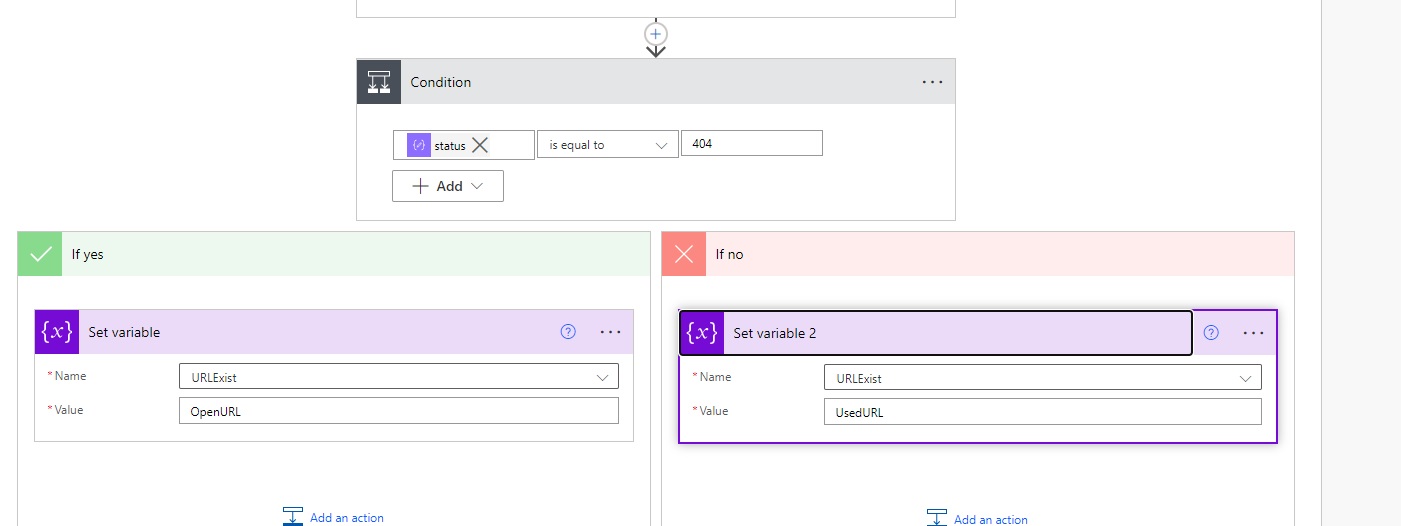 Condition
status
is equal to
404
Add
If yes
Set variable
* Name
URLExist
* Value
OpenURL
Add an action
If no
Set variable 2
* Name
URLExist
* Value
UsedURL
Add an action